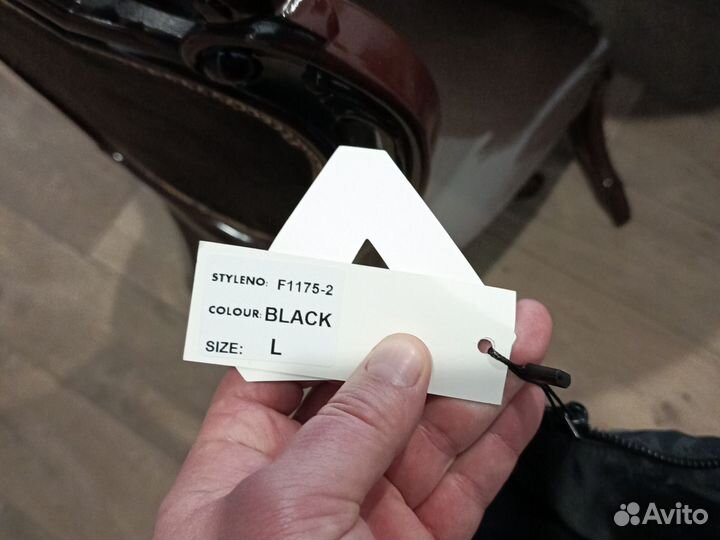 STYLENO: F1175-2
COLOUR: BLACK
SIZE: L
Avito